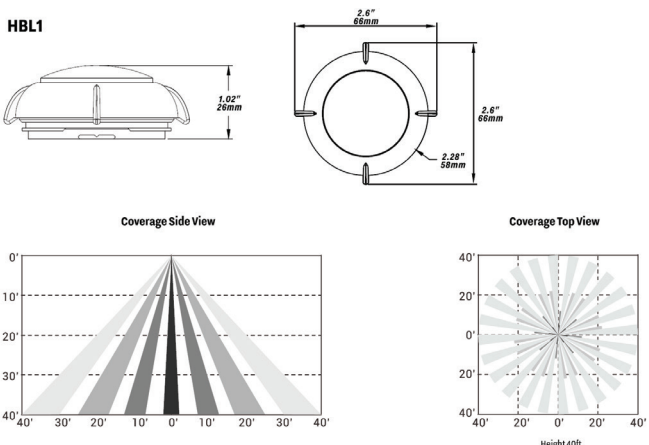 HBL1
2.6"
66mm
1.02"
26mm
2.6"
66mm
2.28"
58mm
Coverage Side View
Coverage Top View
0'
10'
20'
30'
40'
40' 30' 20' 10' 0' 10' 20' 30' 40'
40'
20'
0'
20'
40'
40' 20' 0' 20' 40'
Height 40ft